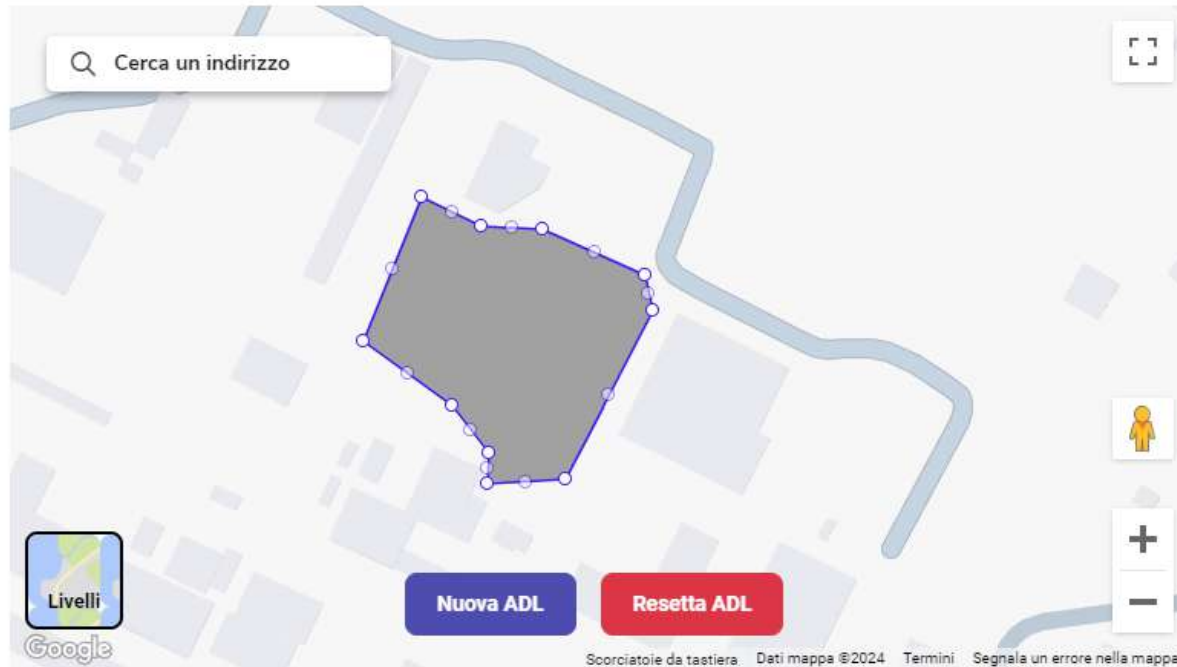 Cerca un indirizzo
Livelli
Nuova ADL
Resetta ADL
Google
Scorciatoie da tastiera
Dati mappa ©2024
Termini
Segnala un errore nella mappa